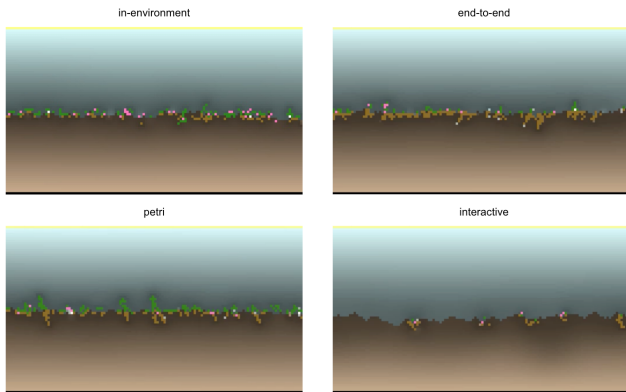 in-environment
end-to-end
petri
interactive